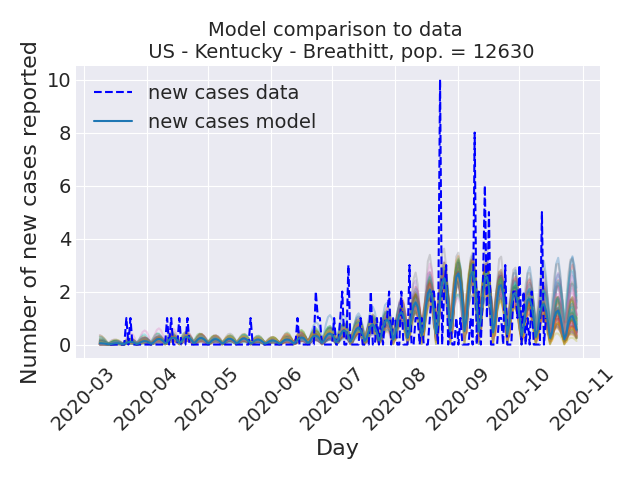 Model comparison to data
US - Kentucky - Breathitt, pop. = 12630
Number of new cases reported
10
8
6
4
2
0
new cases data
new cases model
2020-03
2020-04
2020-05
2020-06
2020-07
2020-08
2020-09
2020-10
2020-11
Day